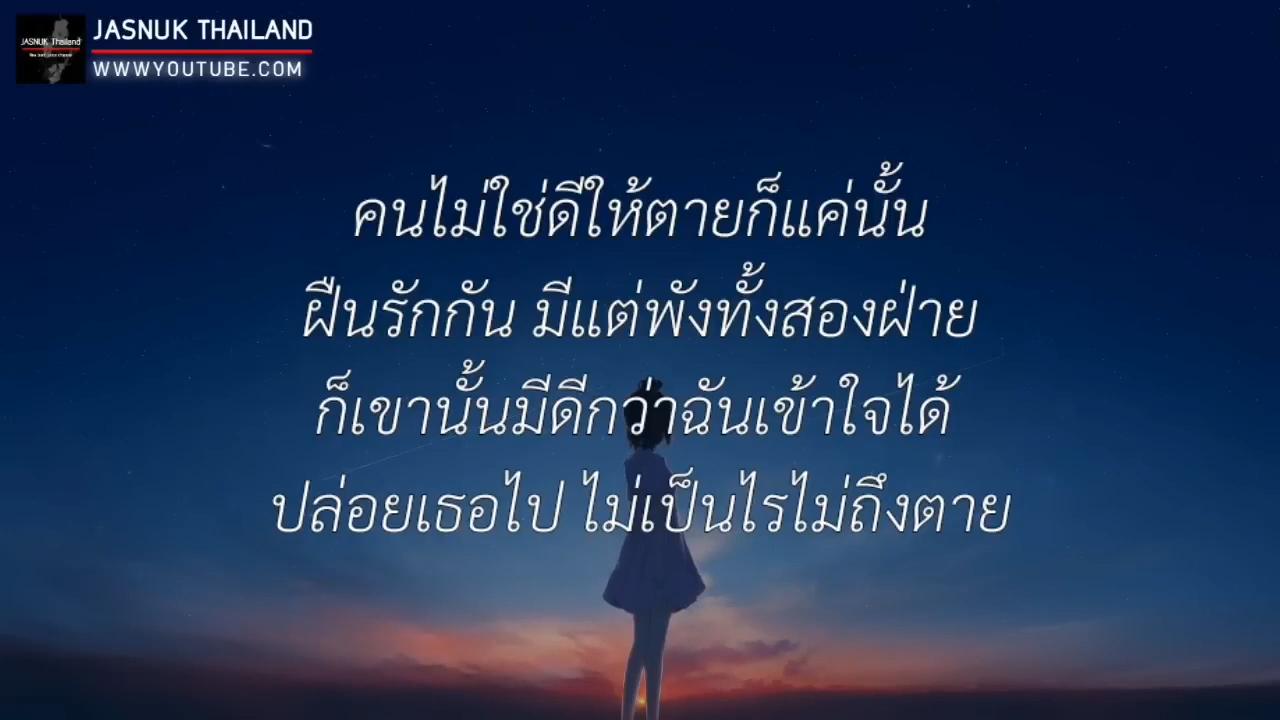 JASNUK THAILAND
WWWYOUTUBE.COM
JASNUK Thailand
คนไม่ใช่ดีให้ตายก็แค่นั้น
ฝืนรักกัน มีแต่พังทั้งสองฝ่าย
ก็เขานั้นมีดีกว่าฉันเข้าใจได้
ปล่อยเธอไป ไม่เป็นไรไม่ถึงตาย